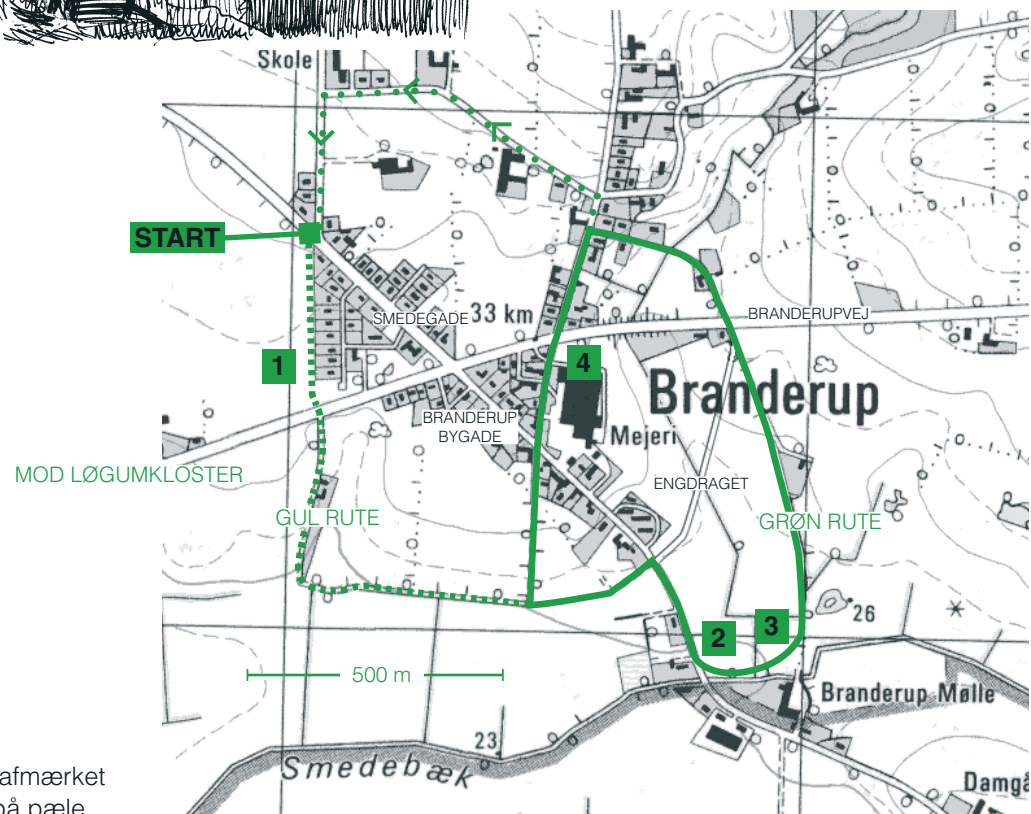 Skole
START
SMEDEGADE
33 km
BRANDERUPVEJ
1
4
Branderup
BRANDERUP
BYGADE
Mejeri
MOD LØGUMKLOSTER
ENGDRAGET
GUL RUTE
GRØN RUTE
26
2
3
500 m
Branderup Mølle
23
Smedebæk
Damgå
afmærket
på pæle